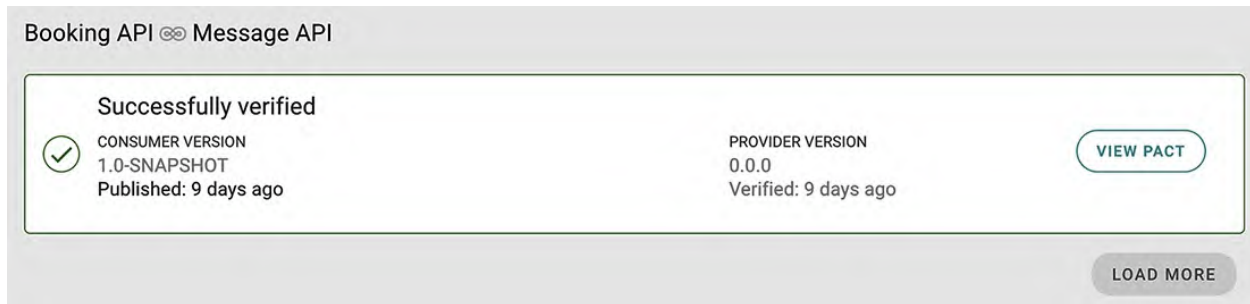 Booking API Message API
Successfully verified
CONSUMER VERSION
1.0-SNAPSHOT
Published: 9 days ago
PROVIDER VERSION
0.0.0
Verified: 9 days ago
VIEW PACT
LOAD MORE